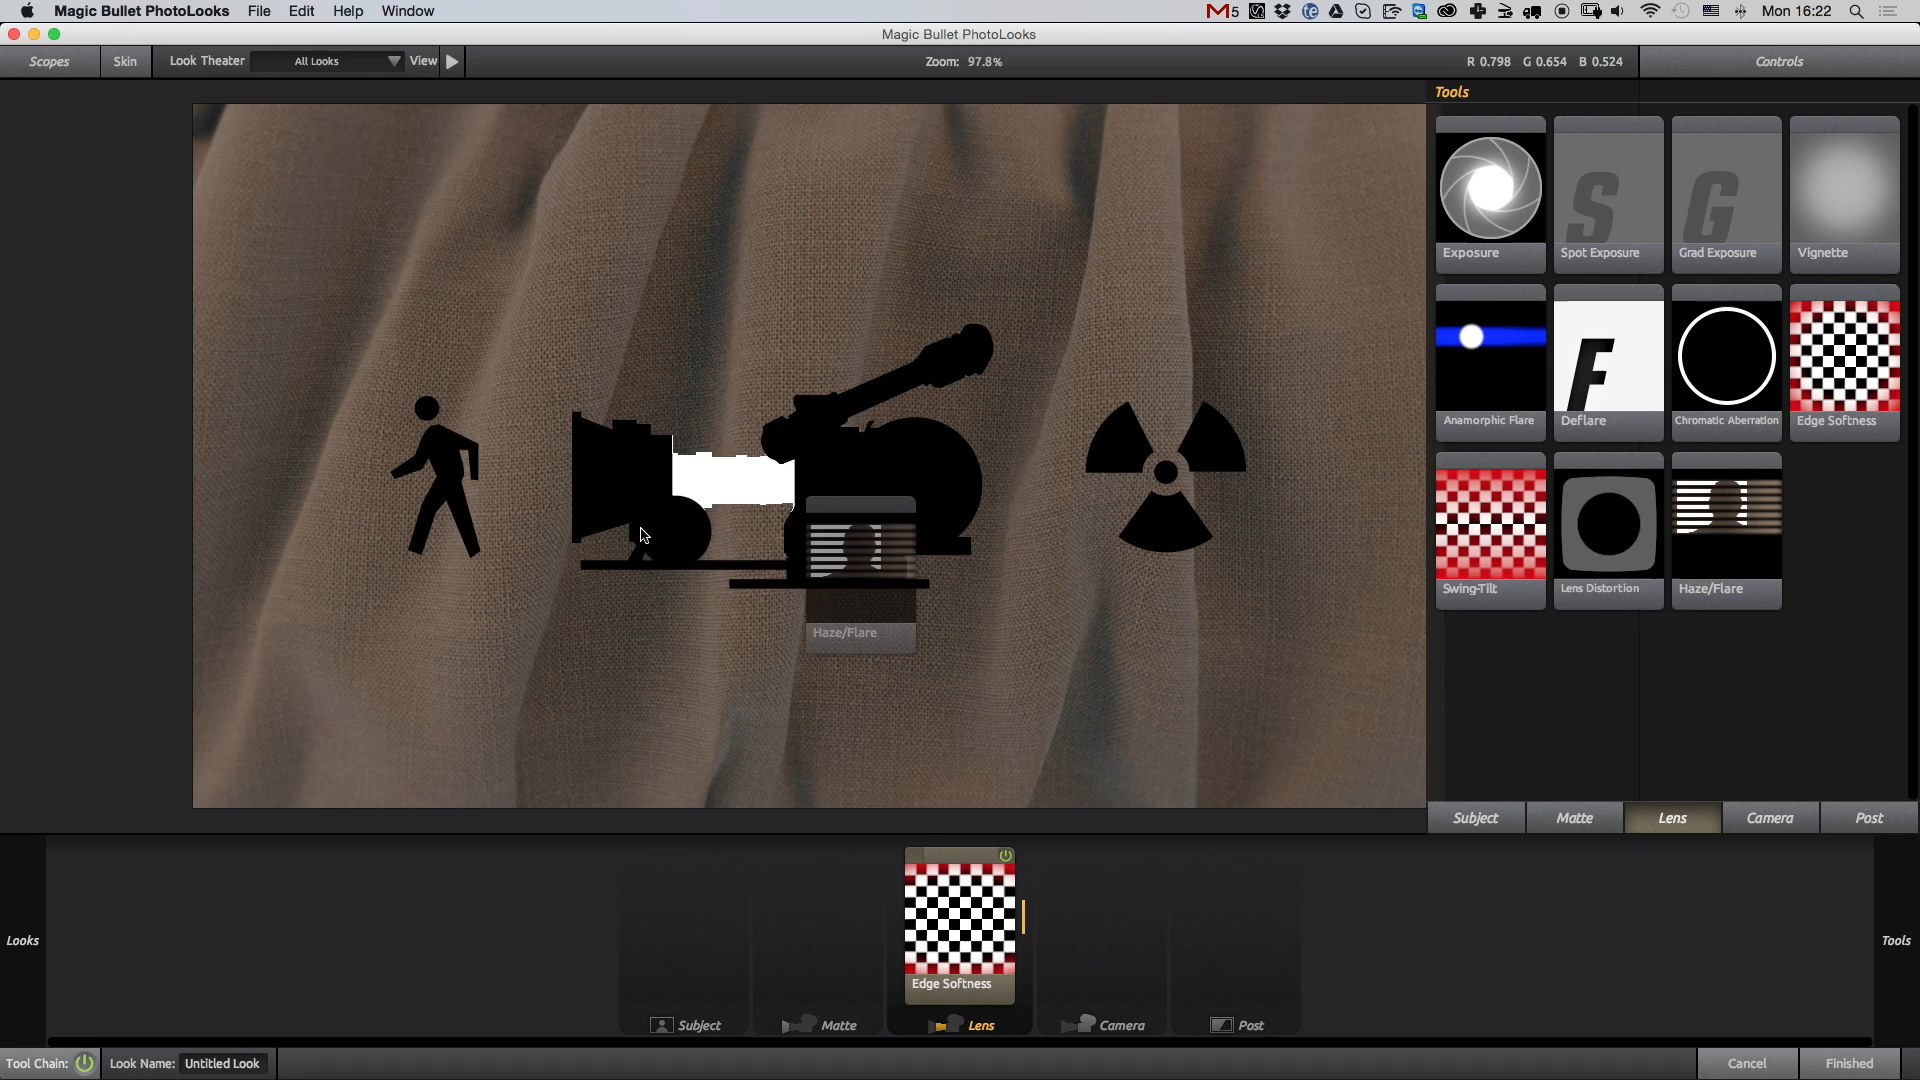 Magic Bullet PhotoLooks File Edit Help Window 5 Mon 16:22
Magic Bullet PhotoLooks
Scopes Skin Look Theater All Looks View Zoom: 97.8% R 0.798 G 0.654 B 0.524 Controls
Tools
S G
Exposure Spot Exposure Grad Exposure Vignette
F
Anamorphic Flare Deflare Chromatic Aberration Edge Softness
Swing-Tilt Lens Distortion Haze/Flare
Haze/Flare
Subject Matte Lens Camera Post
Looks Tools
Edge Softness
Subject Matte Lens Camera Post
Tool Chain: Look Name: Untitled Look Cancel Finished